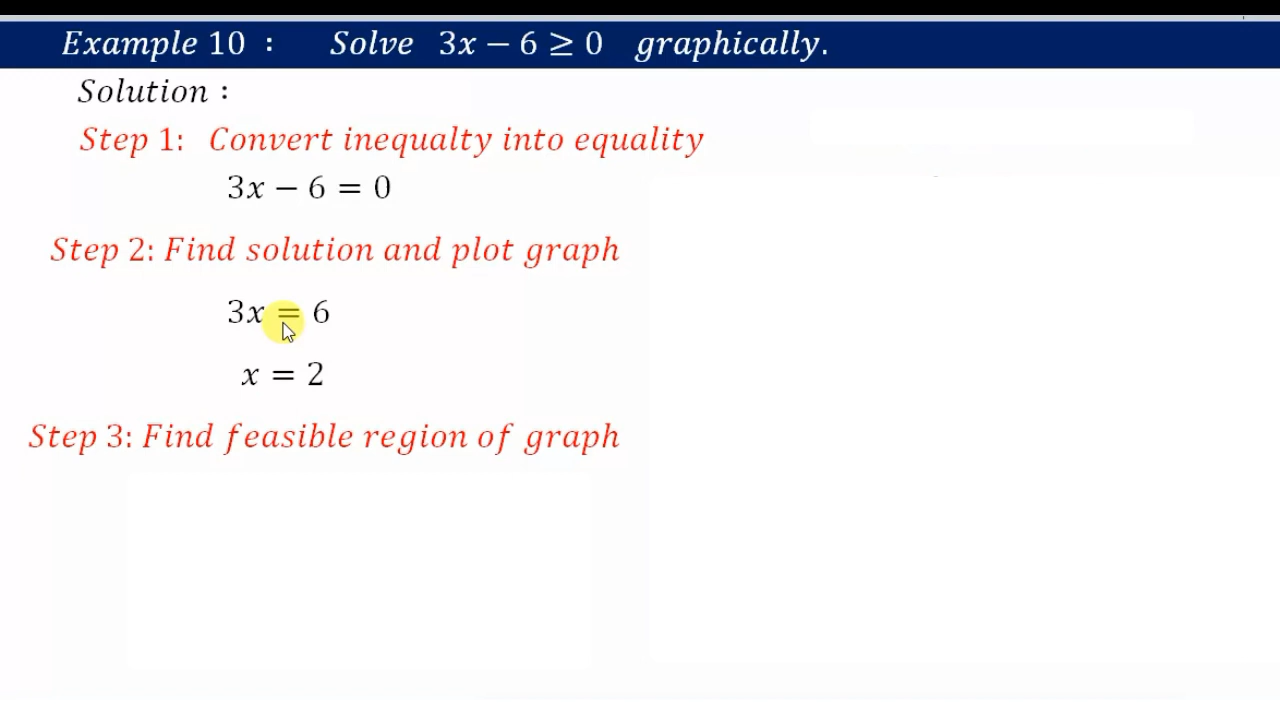 Example 10 : Solve 3x − 6 ≥ 0 graphically.
Solution :
Step 1: Convert inequalty into equality
3x − 6 = 0
Step 2: Find solution and plot graph
3x = 6
x = 2
Step 3: Find feasible region of graph